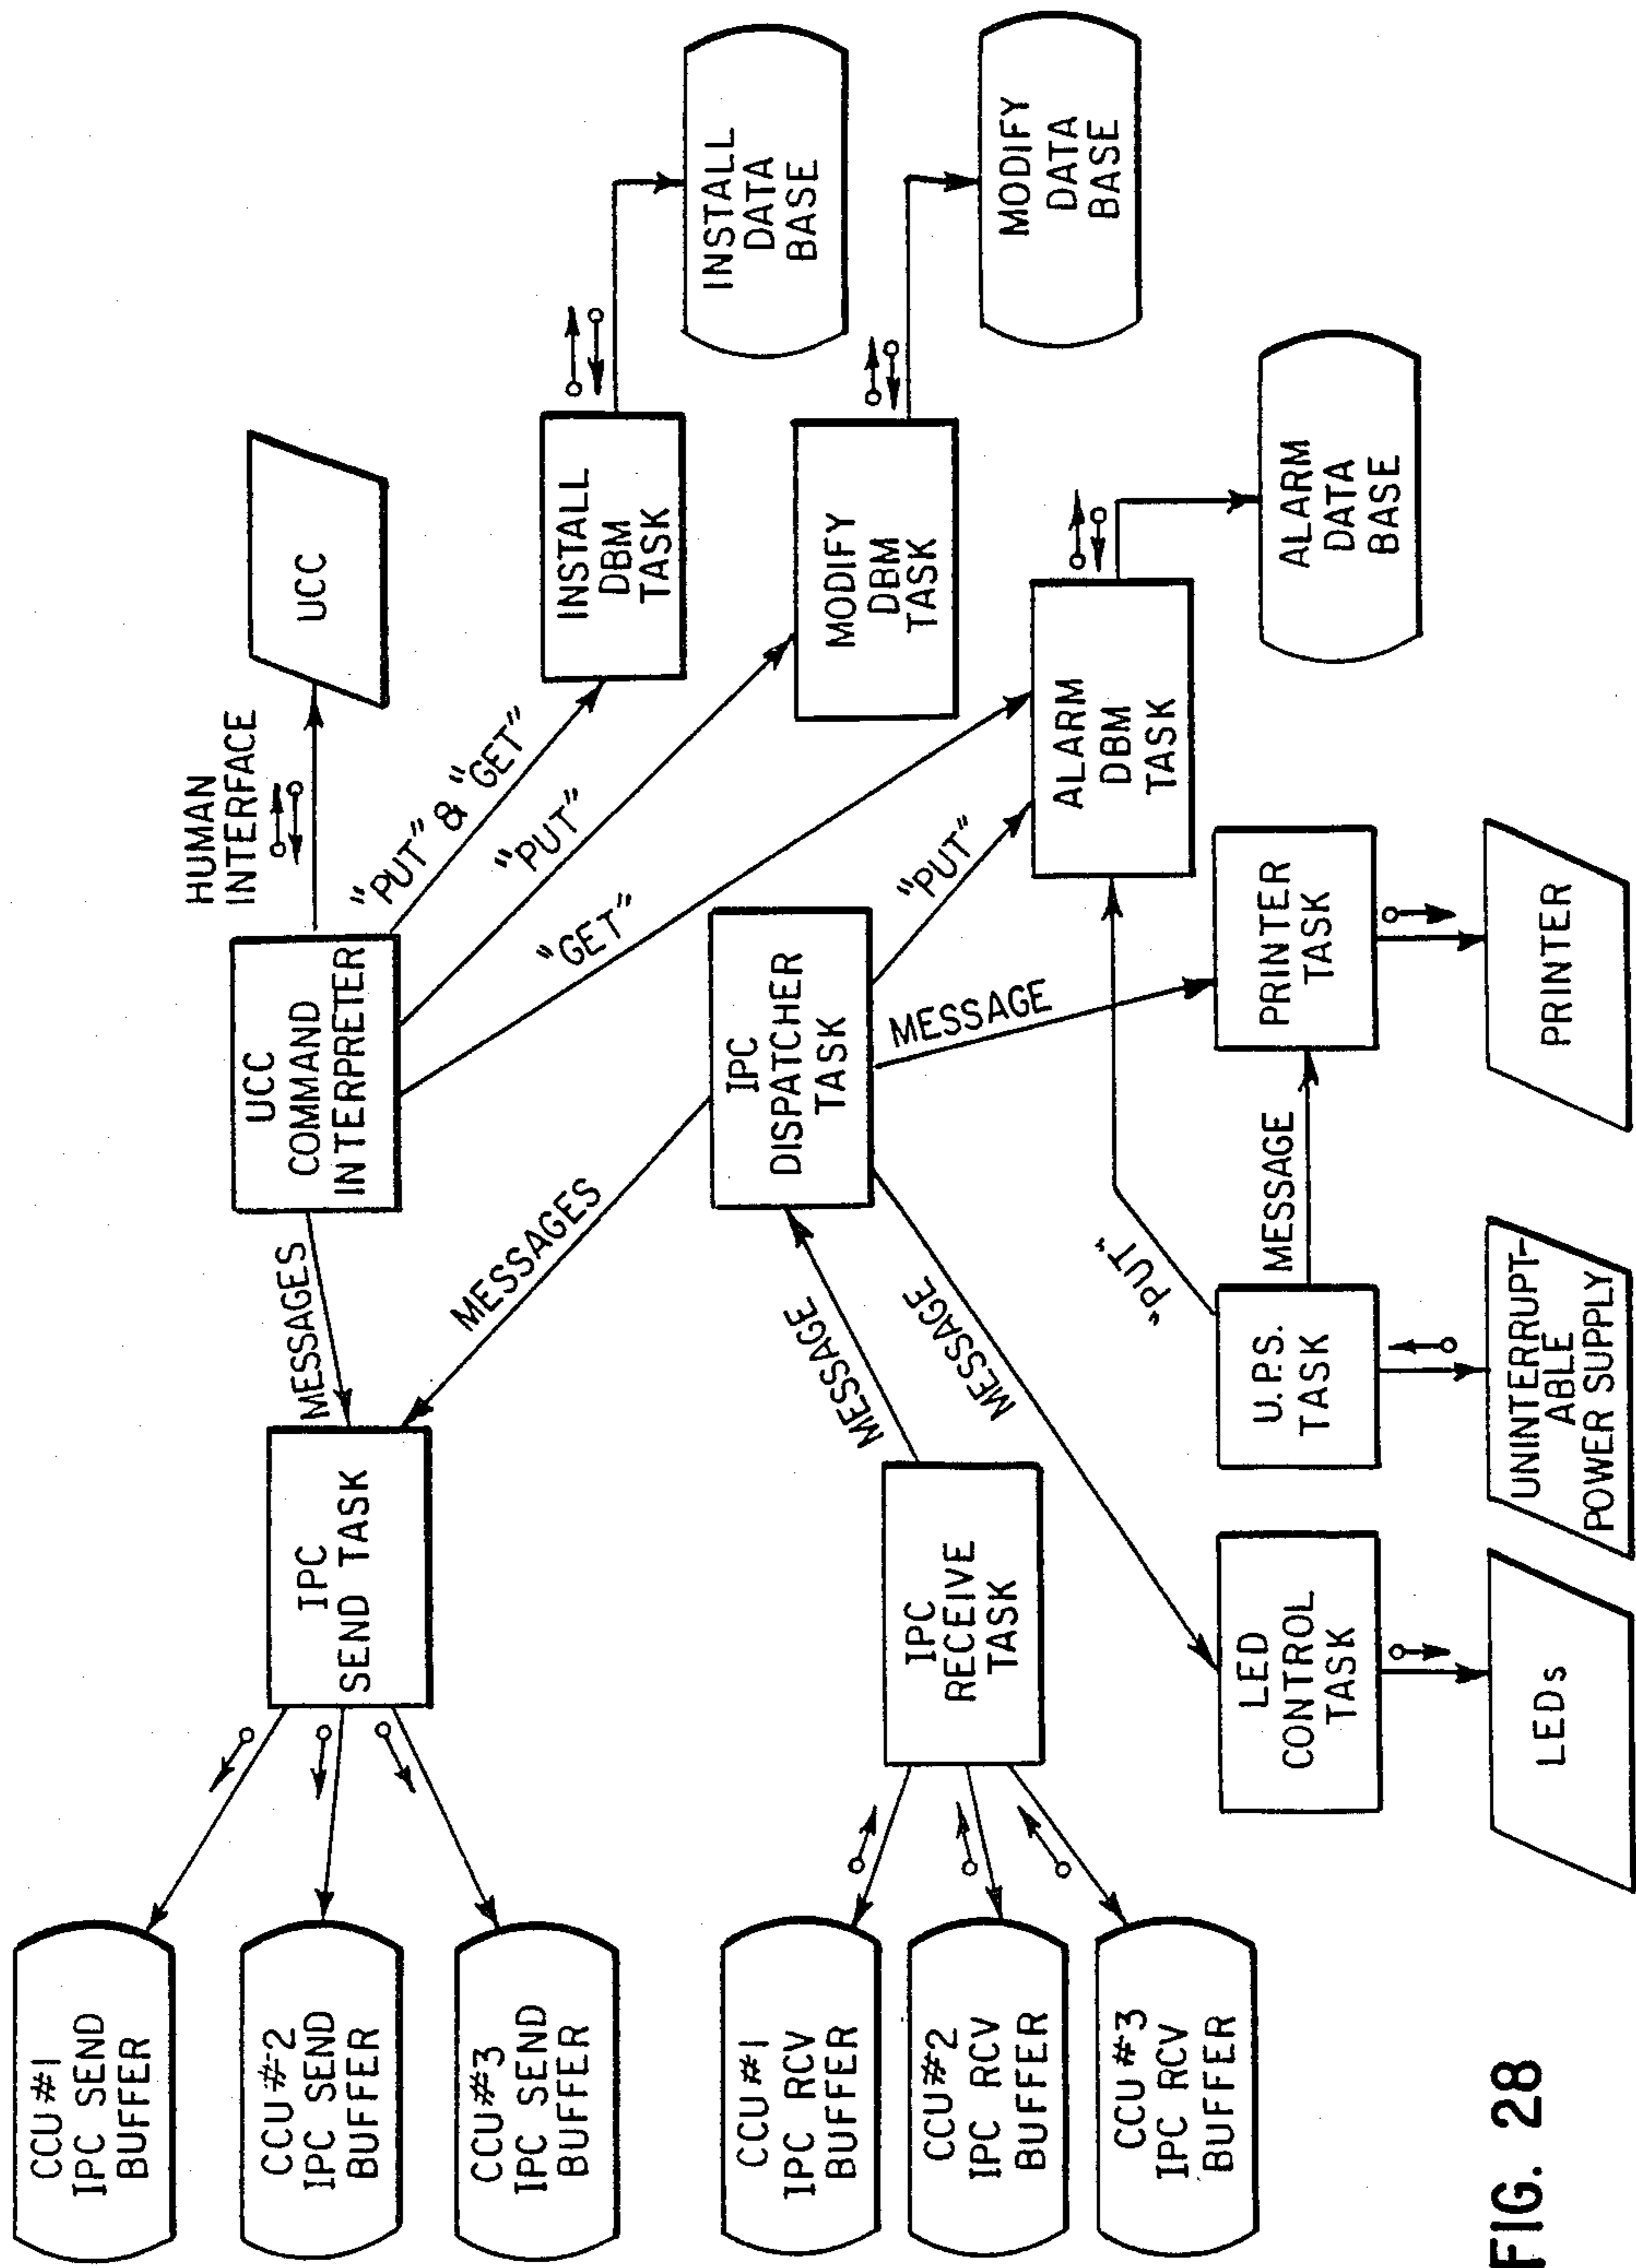 CCU #1
IPC SEND
BUFFER
CCU #2
IPC SEND
BUFFER
CCU #3
IPC SEND
BUFFER
IPC
SEND TASK
MESSAGES
MESSAGES
UCC
COMMAND
INTERPRETER
HUMAN
INTERFACE
UCC
"PUT" & "GET"
"PUT"
"GET"
INSTALL
DBM
TASK
INSTALL
DATA
BASE
MODIFY
DBM
TASK
MODIFY
DATA
BASE
CCU #1
IPC RCV
BUFFER
CCU #2
IPC RCV
BUFFER
CCU #3
IPC RCV
BUFFER
IPC
RECEIVE
TASK
MESSAGE
MESSAGE
IPC
DISPATCHER
TASK
"PUT"
MESSAGE
ALARM
DBM
TASK
ALARM
DATA
BASE
LED
CONTROL
TASK
LEDs
U.P.S.
TASK
"PUT"
MESSAGE
UNINTERRUPT-
ABLE
POWER SUPPLY
PRINTER
TASK
PRINTER
FIG. 28